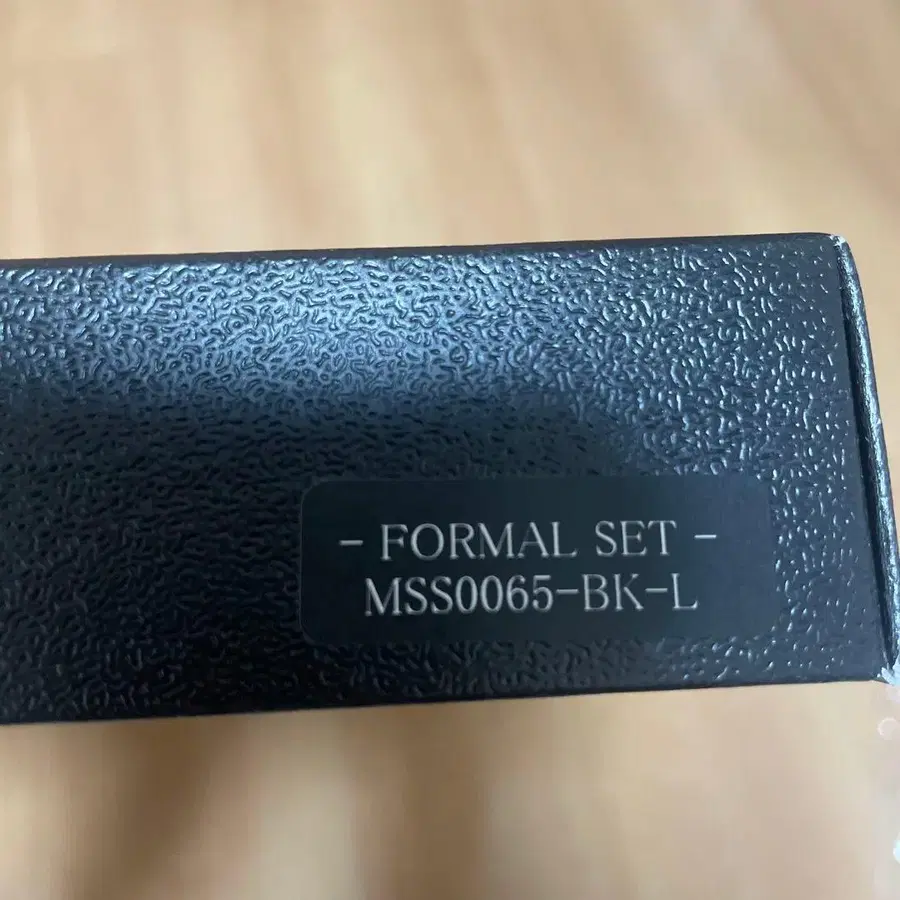 - FORMAL SET -
MSS0065-BK-L